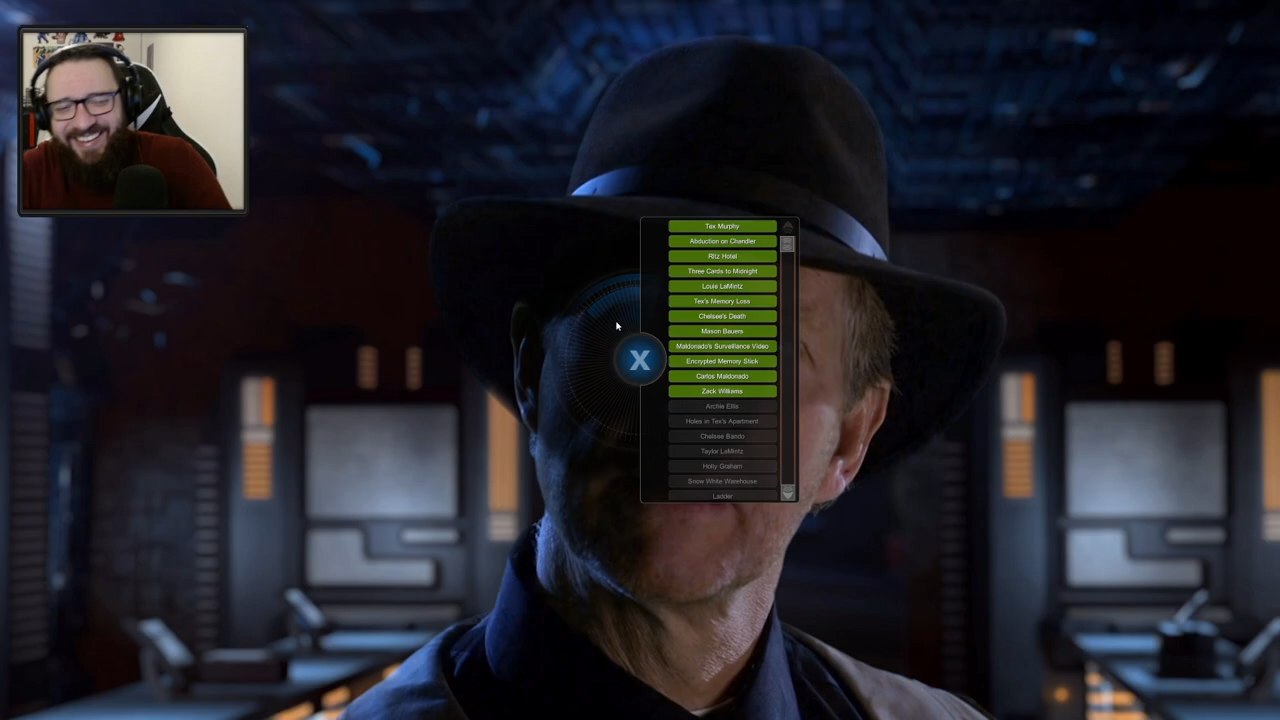 Tex Murphy
Abduction on Chandler
Ritz Hotel
Three Cards to Midnight
Louie LaMintz
Tex's Memory Loss
Chelsee's Death
Mason Bauers
Maldonado's Surveillance Video
Encrypted Memory Stick
Carlos Maldonado
Zack Williams
Archie Ellis
Holes in Tex's Apartment
Chelsee Bando
Taylor LaMintz
Holly Graham
Snow White Warehouse
Ladder
X